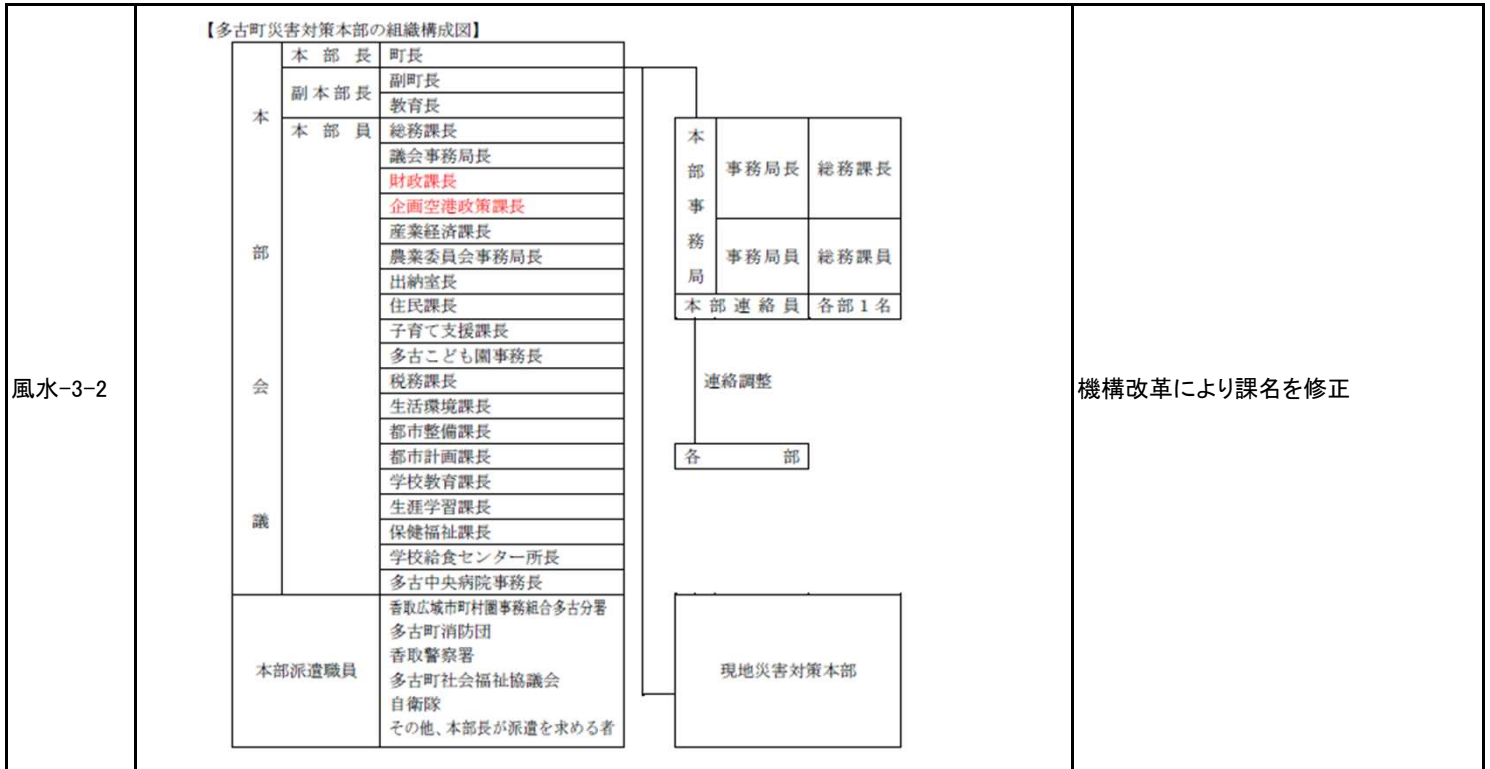 風水-3-2
【多古町災害対策本部の組織構成図】
本部会議
本部長 町長
副本部長 副町長
教育長
本部員 総務課長
議会事務局長
財政課長
企画空港政策課長
産業経済課長
農業委員会事務局長
出納室長
住民課長
子育て支援課長
多古こども園事務長
税務課長
生活環境課長
都市整備課長
都市計画課長
学校教育課長
生涯学習課長
保健福祉課長
学校給食センター所長
多古中央病院事務長
本部派遣職員
香取広域市町村圏事務組合多古分署
多古町消防団
香取警察署
多古町社会福祉協議会
自衛隊
その他、本部長が派遣を求める者
本部事務局
事務局長 総務課長
事務局員 総務課員
本部連絡員 各部1名
連絡調整
各部
現地災害対策本部
機構改革により課名を修正